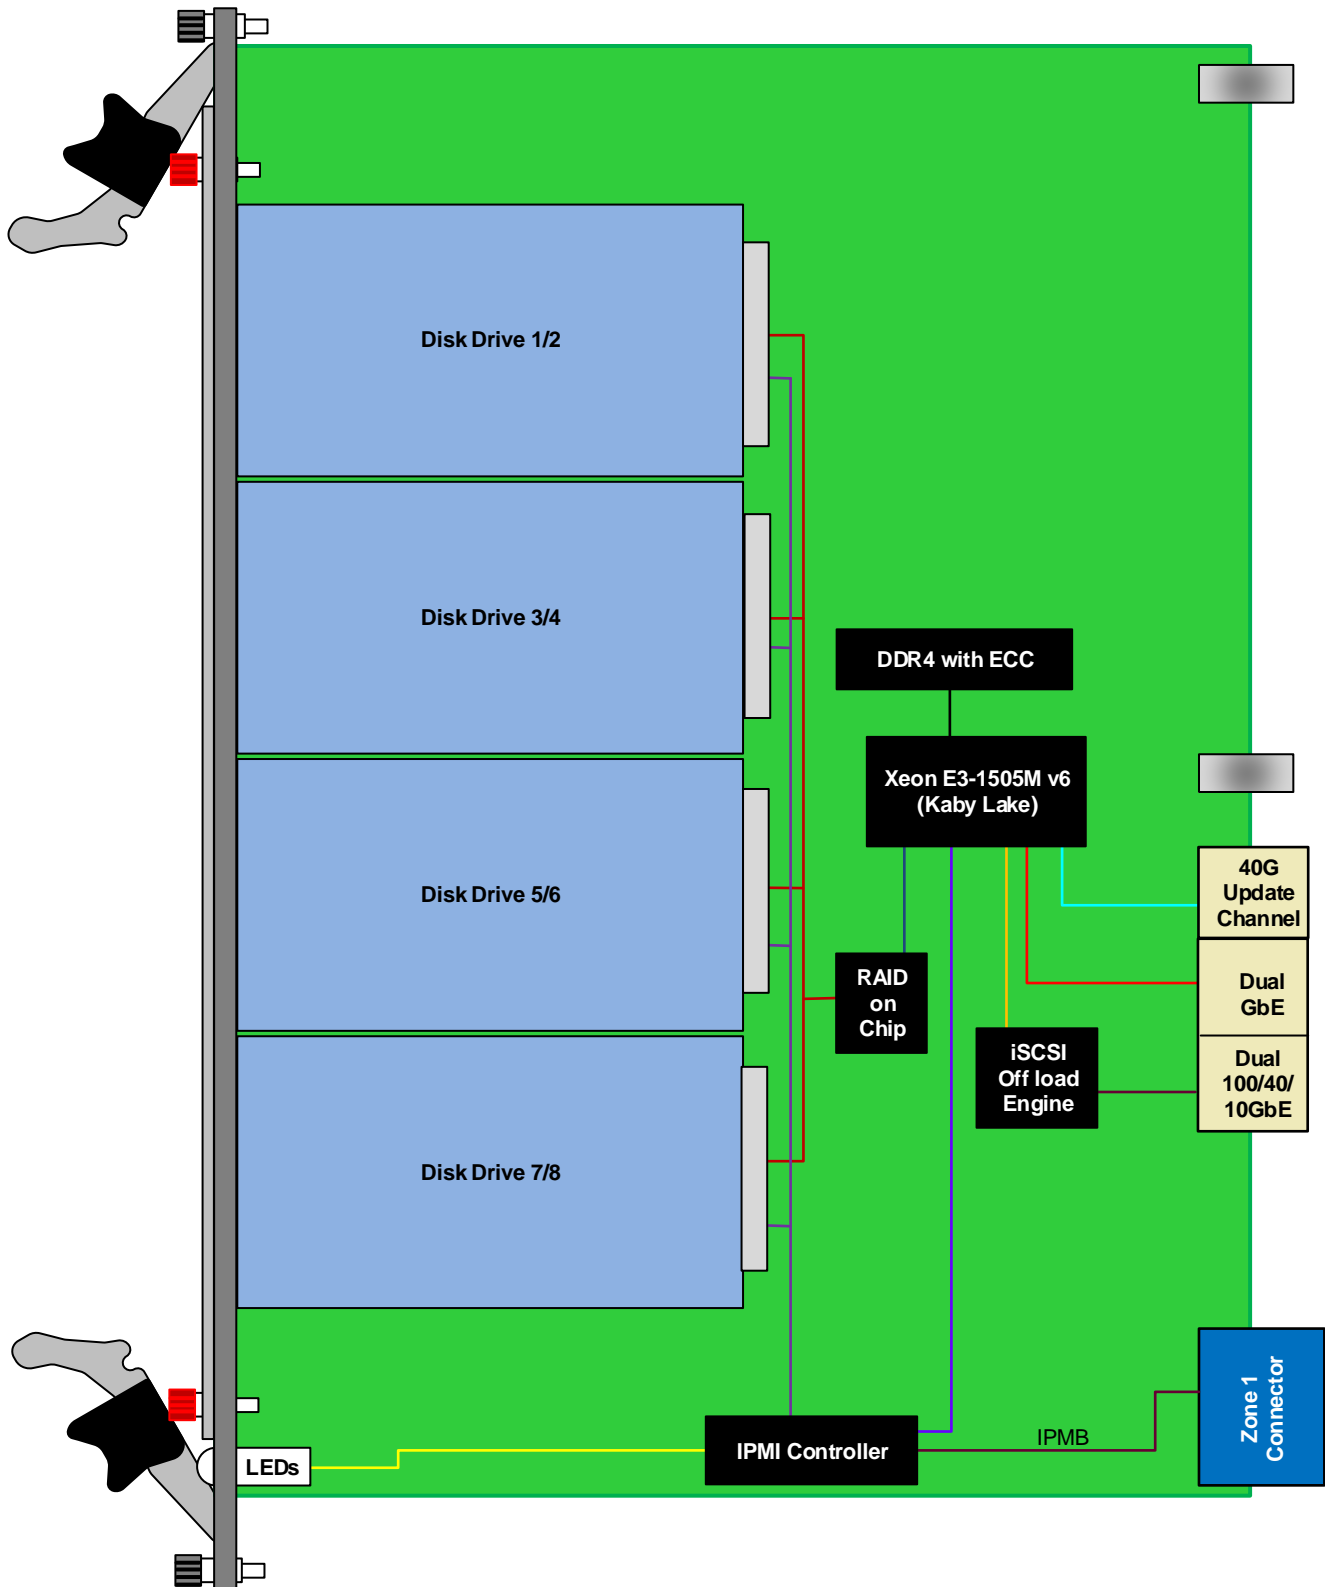 Disk Drive 1/2
Disk Drive 3/4
DDR4 with ECC
Xeon E3-1505M v6
(Kaby Lake)
Disk Drive 5/6
40G
Update
Channel
RAID
on
Chip
Dual
GbE
iSCSI
Off load
Engine
Dual
100/40/
10GbE
Disk Drive 7/8
Zone 1
Connector
IPMB
IPMI Controller
LEDs